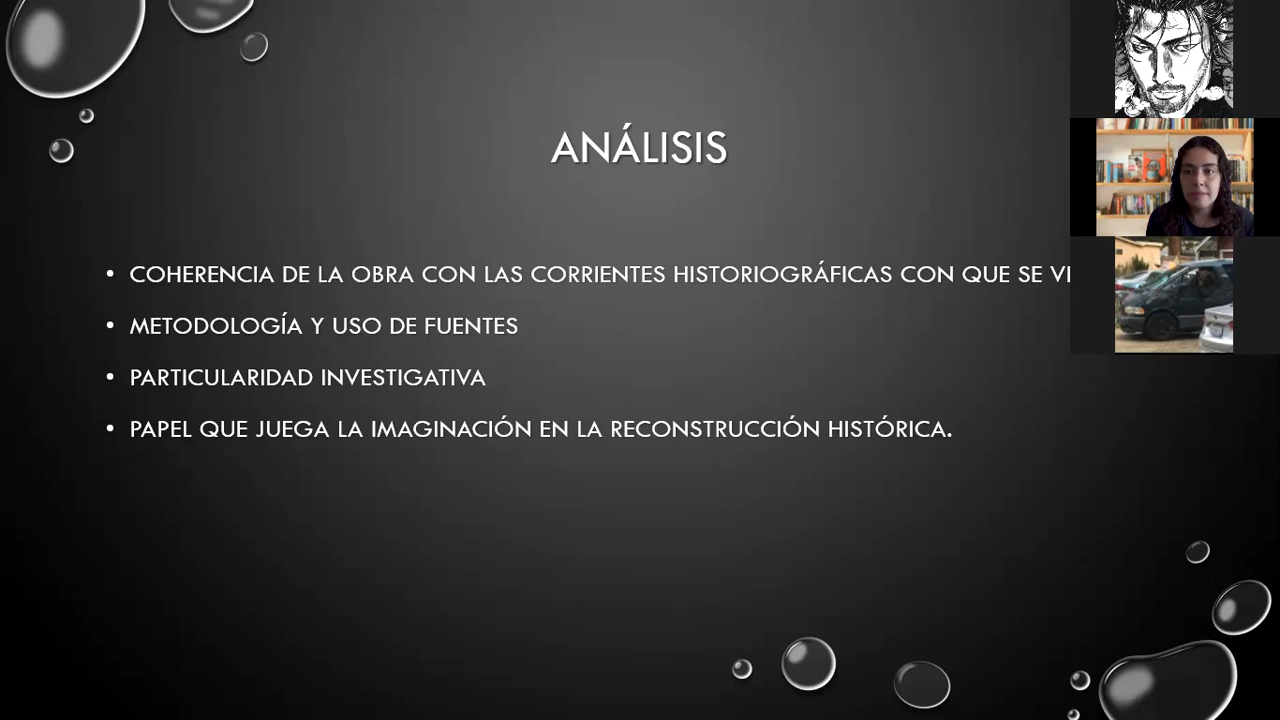 ANÁLISIS
• COHERENCIA DE LA OBRA CON LAS CORRIENTES HISTORIOGRÁFICAS CON QUE SE
• METODOLOGÍA Y USO DE FUENTES
• PARTICULARIDAD INVESTIGATIVA
• PAPEL QUE JUEGA LA IMAGINACIÓN EN LA RECONSTRUCCIÓN HISTÓRICA.